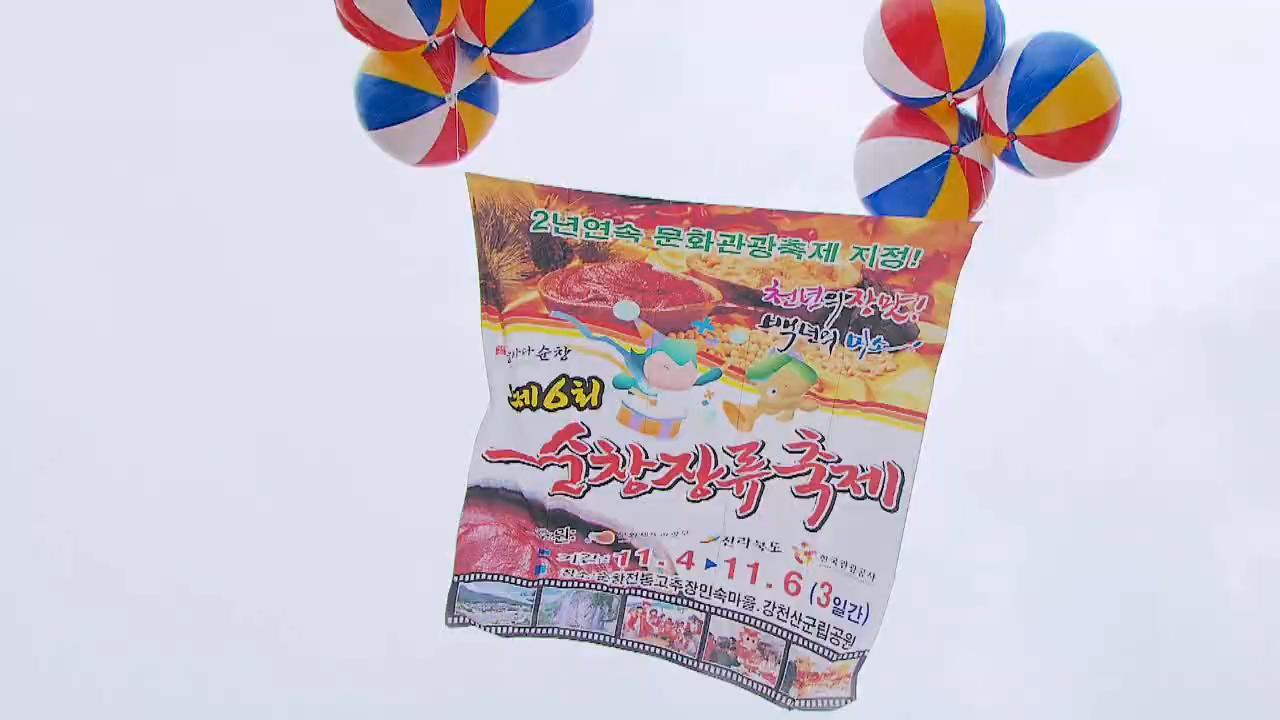 2년연속 문화관광축제 지정!
천년의 장맛!
백년의 미소
순창
제6회
순창장류축제
전라북도 한국관광공사
11.4 ▶ 11.6 (3일간)
순창전통고추장민속마을. 강천산군립공원